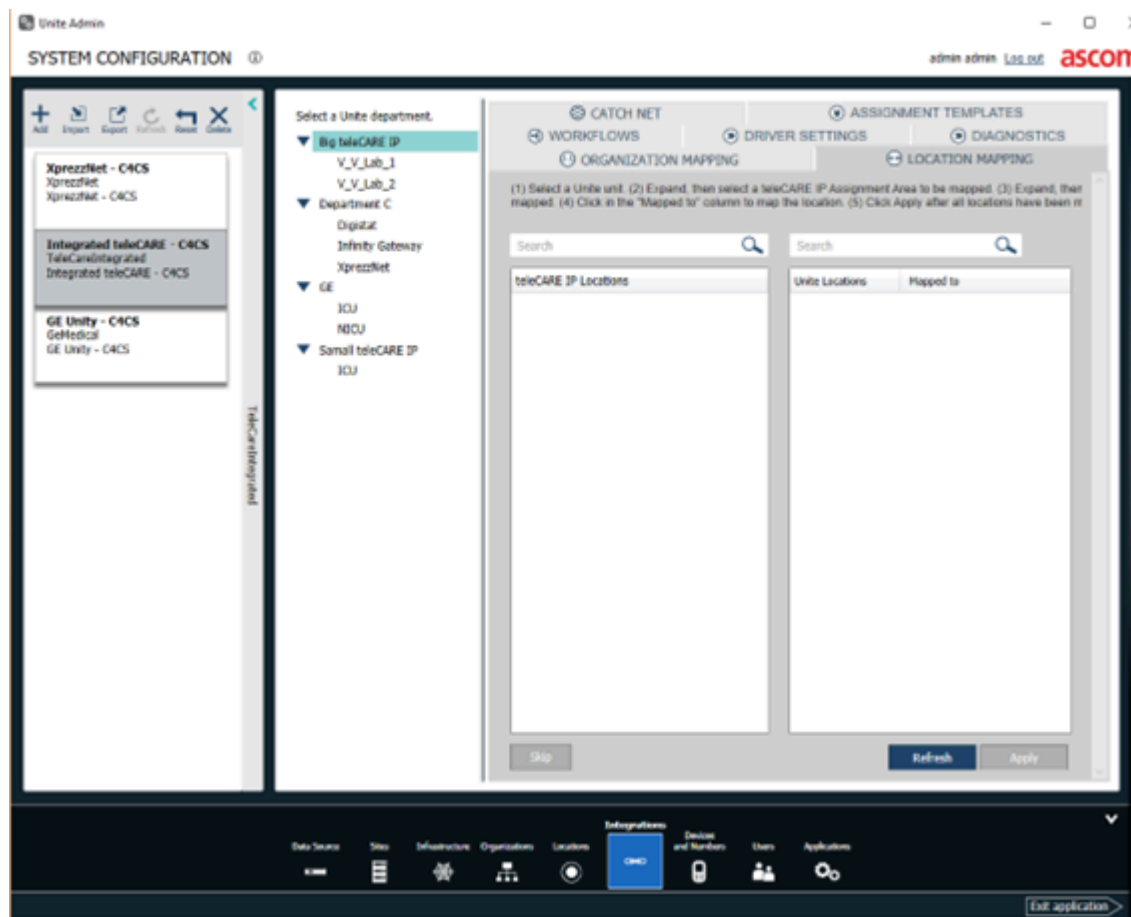 Unite Admin
SYSTEM CONFIGURATION
admin admin Log out ascom
Add Import Export Refresh Reset Delete
XprezzNet - C4CS
XprezzNet
XprezzNet - C4CS
Integrated teleCARE - C4CS
TeleCareIntegrated
Integrated teleCARE - C4CS
GE Unity - C4CS
GeMedical
GE Unity - C4CS
TeleCareIntegrated
Select a Unite department.
Big teleCARE IP
V_V_Lab_1
V_V_Lab_2
Department C
Digistat
Infinity Gateway
XprezzNet
GE
ICU
NICU
Samall teleCARE IP
ICU
CATCH NET
ASSIGNMENT TEMPLATES
WORKFLOWS
DRIVER SETTINGS
DIAGNOSTICS
ORGANIZATION MAPPING
LOCATION MAPPING
(1) Select a Unite unit. (2) Expand, then select a teleCARE IP Assignment Area to be mapped. (3) Expand, then
mapped. (4) Click in the "Mapped to" column to map the location. (5) Click Apply after all locations have been m
Search
Search
teleCARE IP Locations
Unite Locations
Mapped to
Skip
Refresh
Apply
Data Source
Sites
Infrastructure
Organizations
Locations
Integrations
Devices and Numbers
Users
Applications
Exit application